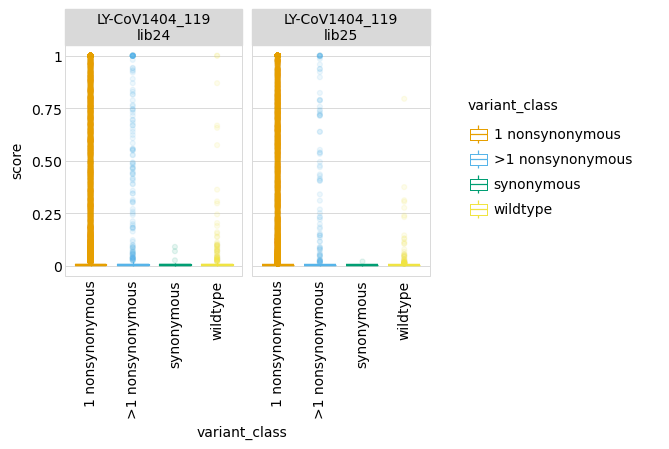 LY-CoV1404_119
lib24
LY-CoV1404_119
lib25
1
0.75
0.50
0.25
0
score
1 nonsynonymous
>1 nonsynonymous
synonymous
wildtype
1 nonsynonymous
>1 nonsynonymous
synonymous
wildtype
variant_class
variant_class
1 nonsynonymous
>1 nonsynonymous
synonymous
wildtype